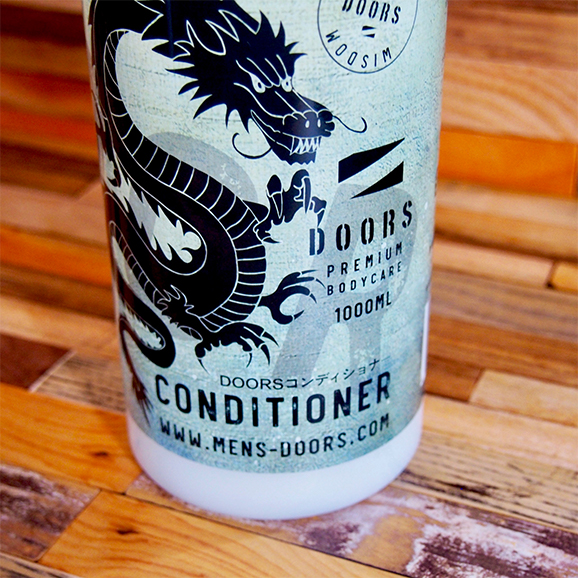 DOORS
WOOSIM
DOORS
PREMiUM
BODYCARE
1000ML
DOORSコンディショナー
CONDITIONER
WWW.MENS-DOORS.COM